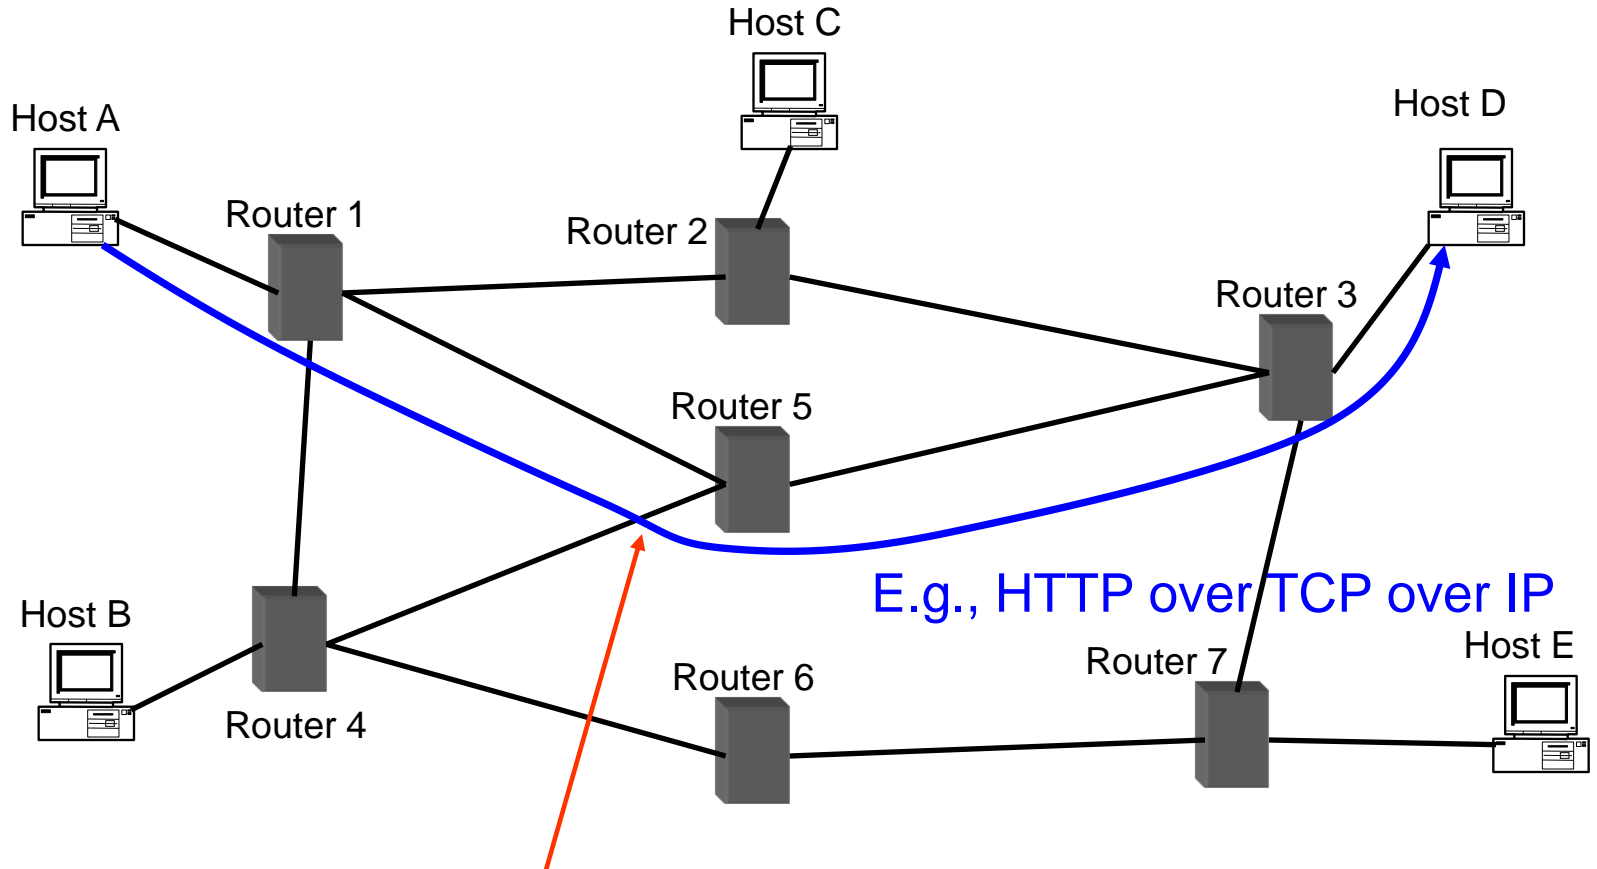 Host C
Host A
Host D
Router 1
Router 2
Router 3
Router 5
E.g., HTTP over TCP over IP
Host B
Host E
Router 7
Router 6
Router 4